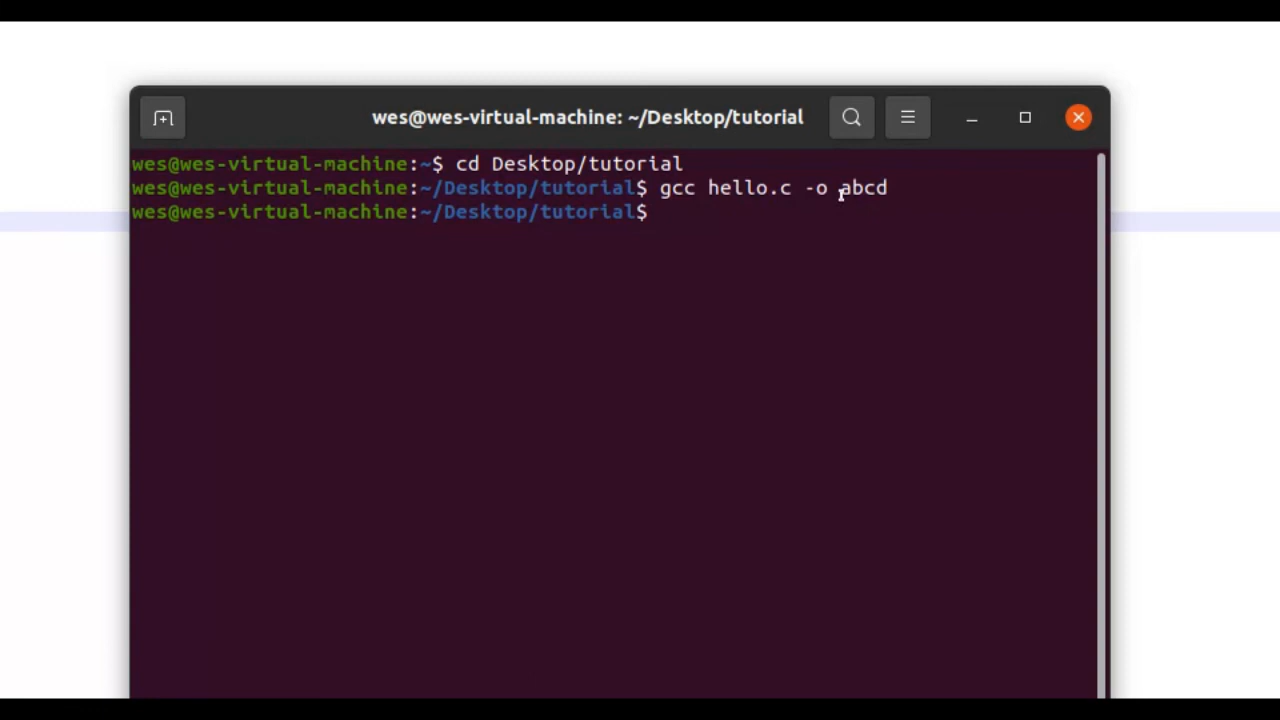 wes@wes-virtual-machine: ~/Desktop/tutorial
wes@wes-virtual-machine:~$ cd Desktop/tutorial
wes@wes-virtual-machine:~/Desktop/tutorial$ gcc hello.c -o abcd
wes@wes-virtual-machine:~/Desktop/tutorial$